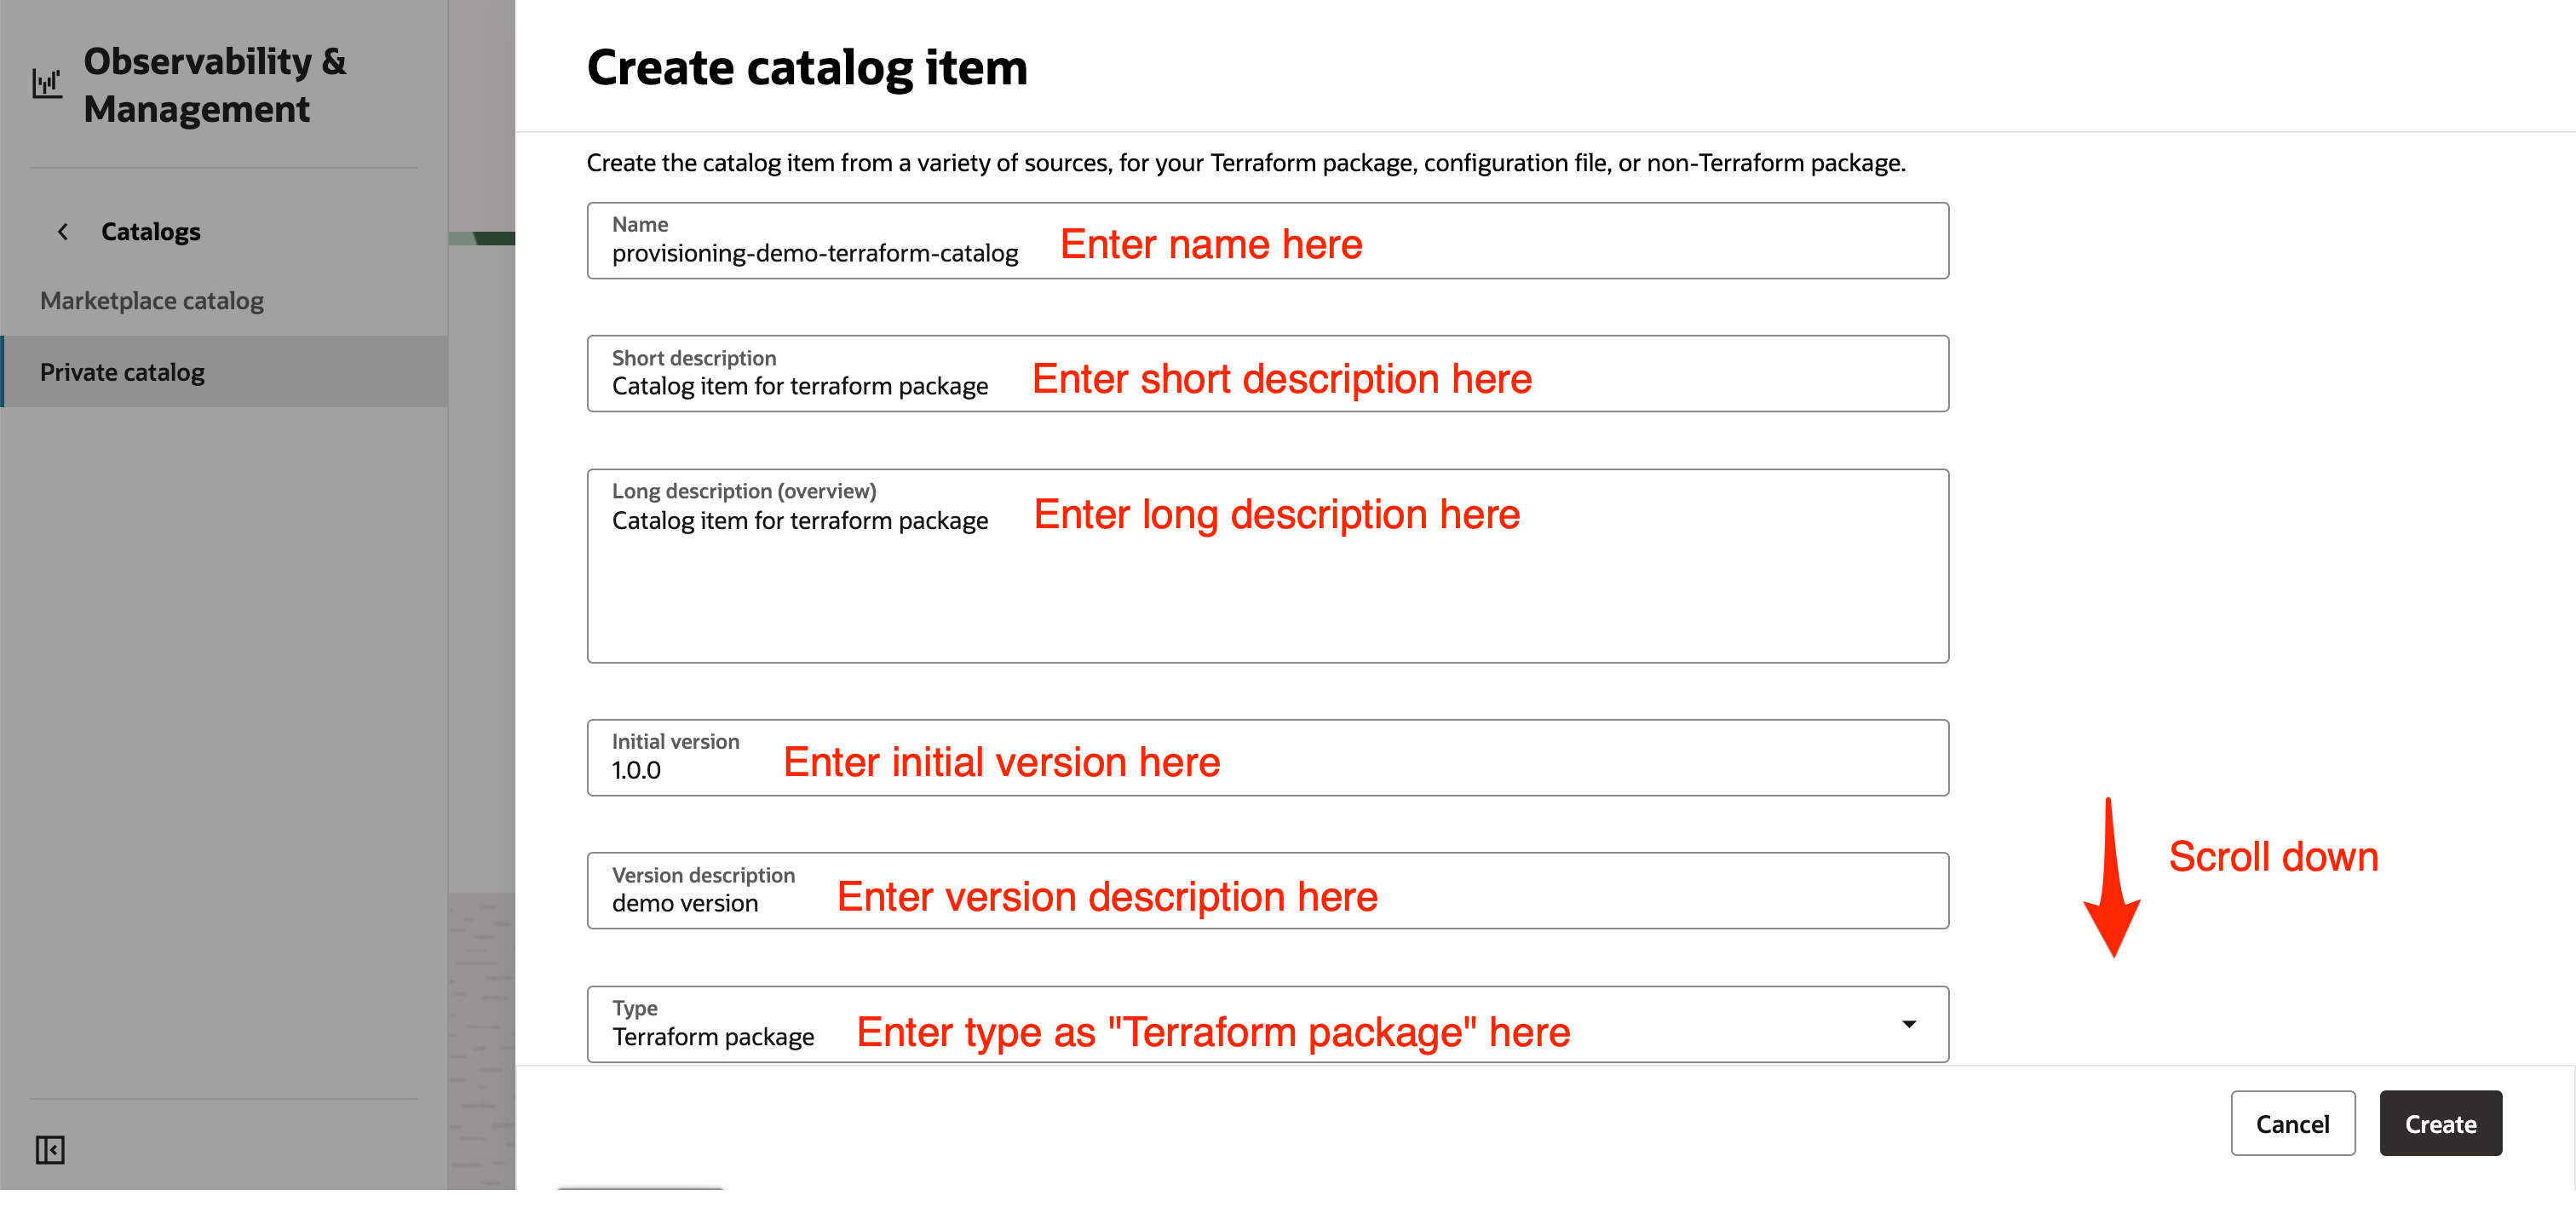 Observability &
Management
Catalogs
Marketplace catalog
Private catalog
Create catalog item
Create the catalog item from a variety of sources, for your Terraform package, configuration file, or non-Terraform package.
Name
provisioning-demo-terraform-catalog Enter name here
Short description
Catalog item for terraform package Enter short description here
Long description (overview)
Catalog item for terraform package Enter long description here
Initial version
1.0.0 Enter initial version here
Version description
demo version Enter version description here
Scroll down
Type
Terraform package Enter type as "Terraform package" here
Cancel Create